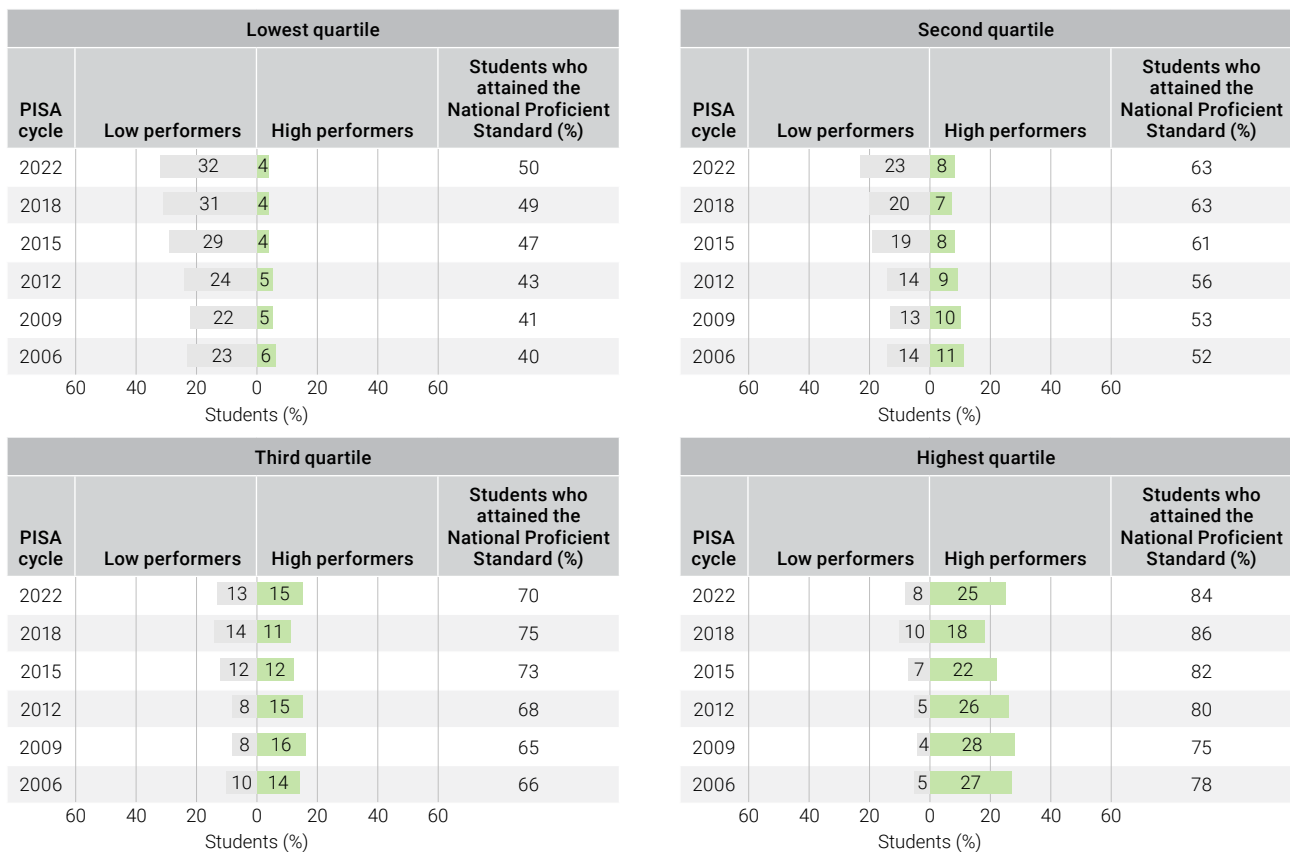 Lowest quartile
PISA
cycle
Low performers
High performers
Students who
attained the
National Proficient
Standard (%)
2022 32 4 50
2018 31 4 49
2015 29 4 47
2012 24 5 43
2009 22 5 41
2006 23 6 40
60 40 20 0 20 40 60
Students (%)
Second quartile
PISA
cycle
Low performers
High performers
Students who
attained the
National Proficient
Standard (%)
2022 23 8 63
2018 20 7 63
2015 19 8 61
2012 14 9 56
2009 13 10 53
2006 14 11 52
60 40 20 0 20 40 60
Students (%)
Third quartile
PISA
cycle
Low performers
High performers
Students who
attained the
National Proficient
Standard (%)
2022 13 15 70
2018 14 11 75
2015 12 12 73
2012 8 15 68
2009 8 16 65
2006 10 14 66
60 40 20 0 20 40 60
Students (%)
Highest quartile
PISA
cycle
Low performers
High performers
Students who
attained the
National Proficient
Standard (%)
2022 8 25 84
2018 10 18 86
2015 7 22 82
2012 5 26 80
2009 4 28 75
2006 5 27 78
60 40 20 0 20 40 60
Students (%)